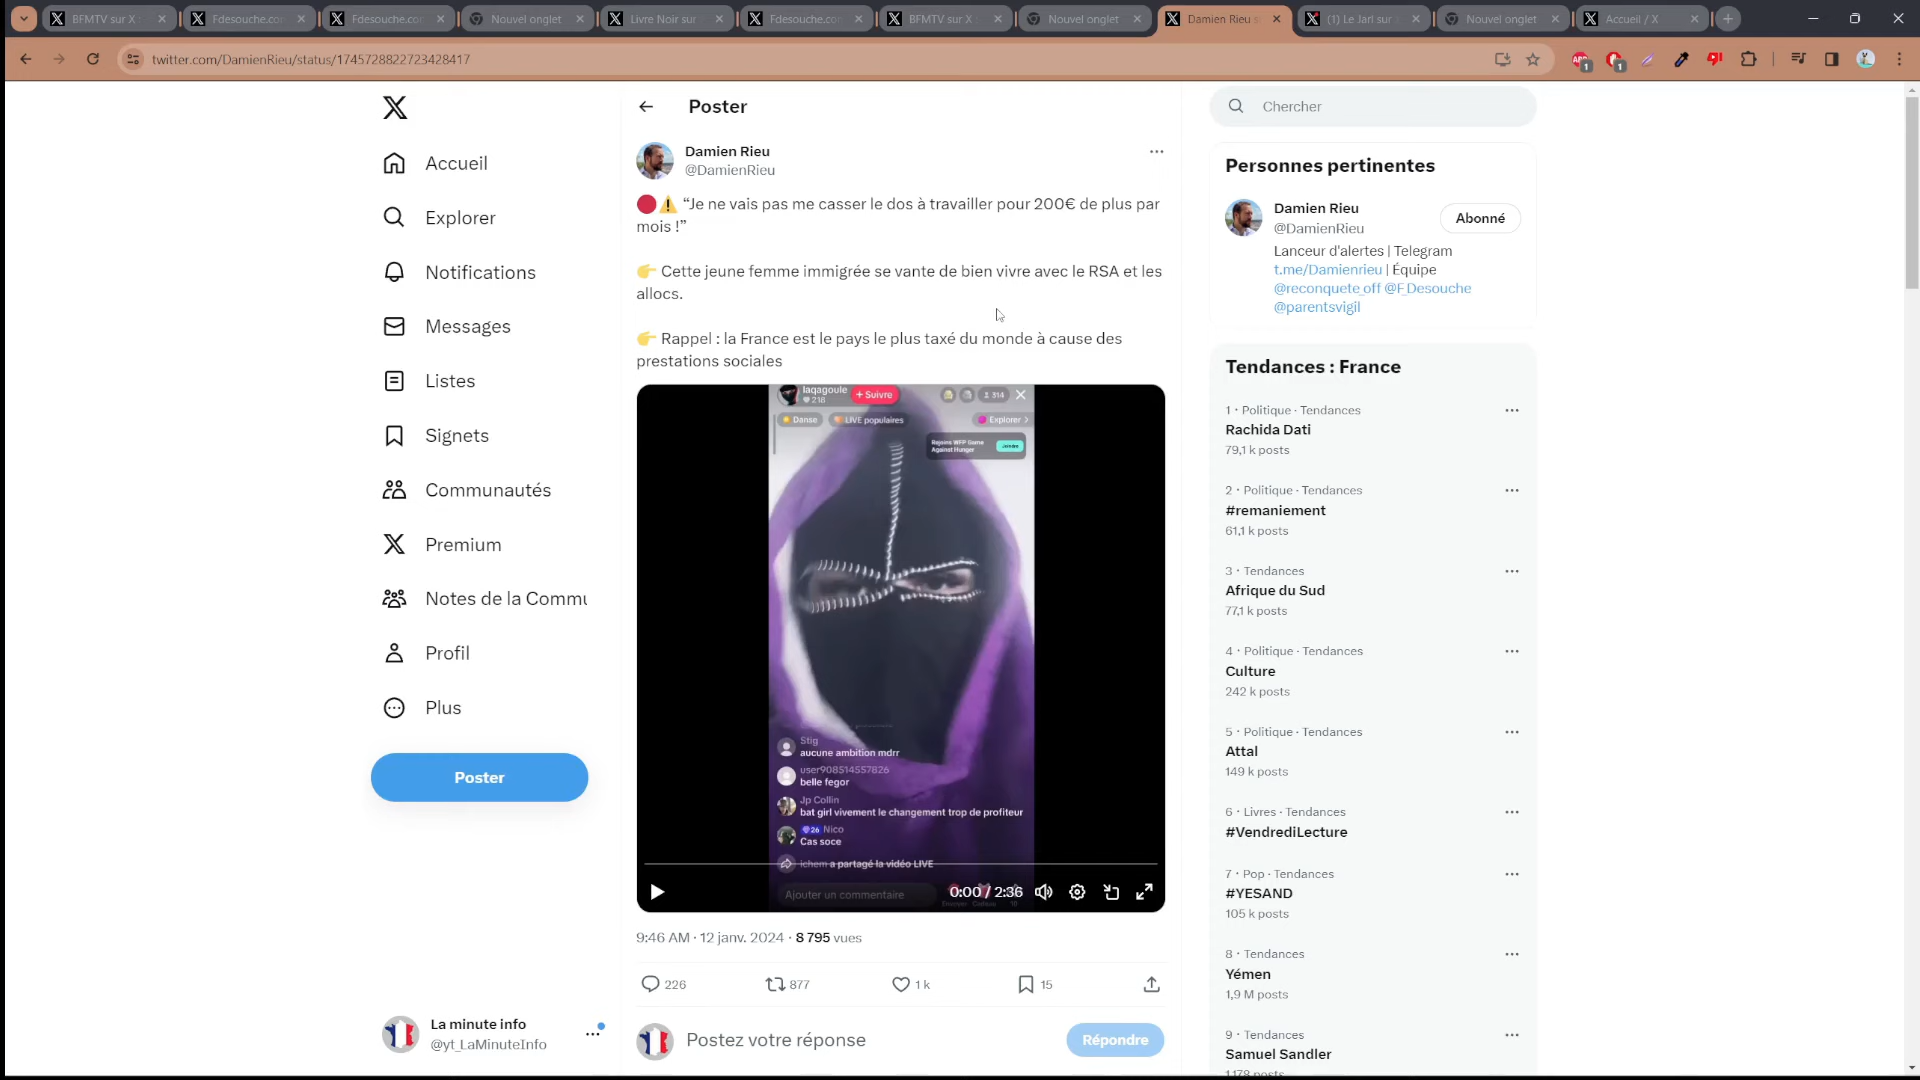 BFMTV sur X
Fdesouche.co
Fdesouche.co
Nouvel onglet
Livre Noir sur
Fdesouche.co
BFMTV sur X
Nouvel onglet
Damien Rieu s
(1) Le Jarl sur
Nouvel onglet
Accueil / X
twitter.com/DamienRieu/status/1745728822723428417
Accueil
Explorer
Notifications
Messages
Listes
Signets
Communautés
Premium
Notes de la Commu
Profil
Plus
Poster
La minute info
@yt_LaMinuteInfo
Poster
Damien Rieu
@DamienRieu
“Je ne vais pas me casser le dos à travailler pour 200€ de plus par
mois !”
Cette jeune femme immigrée se vante de bien vivre avec le RSA et les
allocs.
Rappel : la France est le pays le plus taxé du monde à cause des
prestations sociales
laqagoule
218
+ Suivre
314
Danse
LIVE populaires
Explorer >
Rejoins WFP Game
Against Hunger
Stig
aucune ambition mdrr
user908514557826
belle fegor
Jp Collin
bat girl vivement le changement trop de profiteur
26 Nico
Cas soce
ichem a partagé la vidéo LIVE
Ajouter un commentaire
0:00 / 2:36
9:46 AM · 12 janv. 2024 · 8 795 vues
226
877
1 k
15
Postez votre réponse
Répondre
Chercher
Personnes pertinentes
Damien Rieu
@DamienRieu
Abonné
Lanceur d'alertes | Telegram
t.me/Damienrieu | Équipe
@reconquete_off @F_Desouche
@parentsvigil
Tendances : France
1 · Politique · Tendances
Rachida Dati
79,1 k posts
2 · Politique · Tendances
#remaniement
61,1 k posts
3 · Tendances
Afrique du Sud
77,1 k posts
4 · Politique · Tendances
Culture
242 k posts
5 · Politique · Tendances
Attal
149 k posts
6 · Livres · Tendances
#VendrediLecture
7 · Pop · Tendances
#YESAND
105 k posts
8 · Tendances
Yémen
1,9 M posts
9 · Tendances
Samuel Sandler
1 178 posts